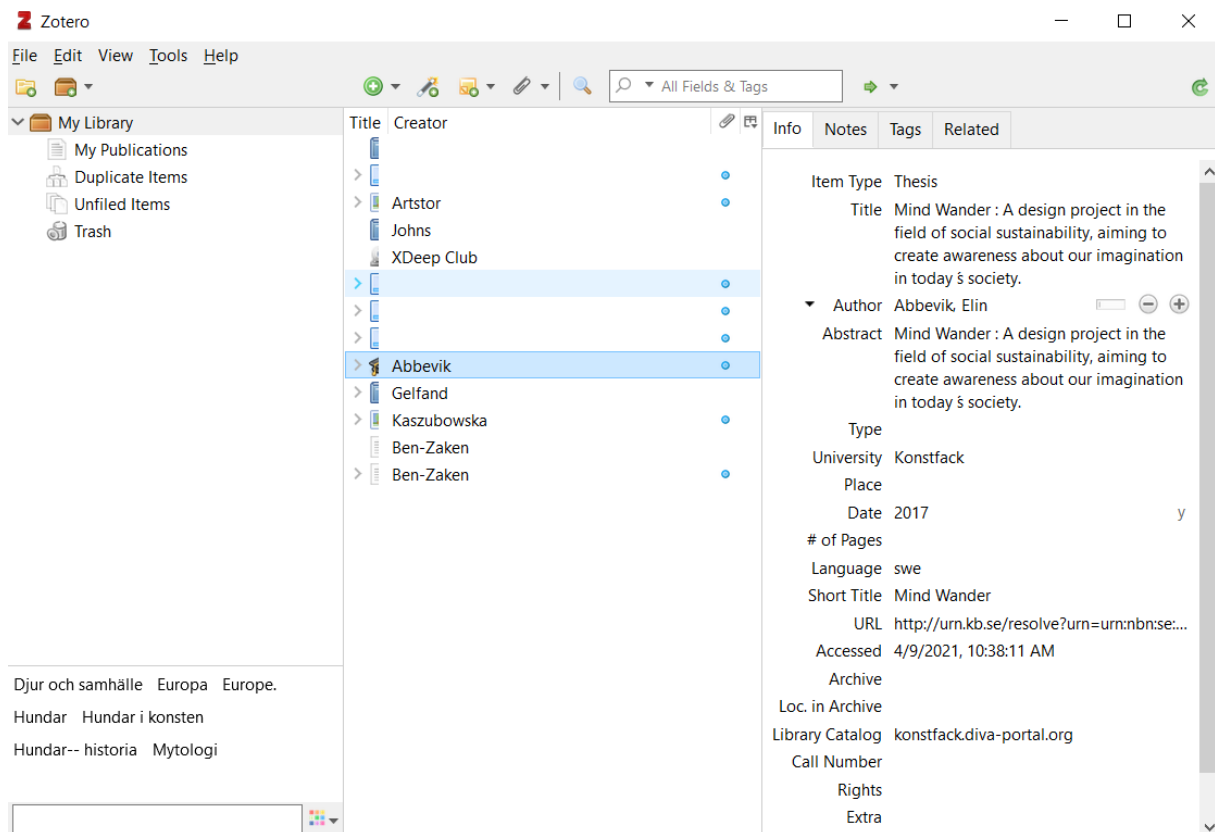 Zotero
File Edit View Tools Help
All Fields & Tags
My Library
My Publications
Duplicate Items
Unfiled Items
Trash
Djur och samhälle Europa Europe.
Hundar Hundar i konsten
Hundar-- historia Mytologi
Title Creator
Artstor
Johns
XDeep Club
Abbevik
Gelfand
Kaszubowska
Ben-Zaken
Ben-Zaken
Info Notes Tags Related
Item Type Thesis
Title Mind Wander : A design project in the
field of social sustainability, aiming to
create awareness about our imagination
in today ́s society.
Author Abbevik, Elin
Abstract Mind Wander : A design project in the
field of social sustainability, aiming to
create awareness about our imagination
in today ́s society.
Type
University Konstfack
Place
Date 2017 y
# of Pages
Language swe
Short Title Mind Wander
URL http://urn.kb.se/resolve?urn=urn:nbn:se:...
Accessed 4/9/2021, 10:38:11 AM
Archive
Loc. in Archive
Library Catalog konstfack.diva-portal.org
Call Number
Rights
Extra